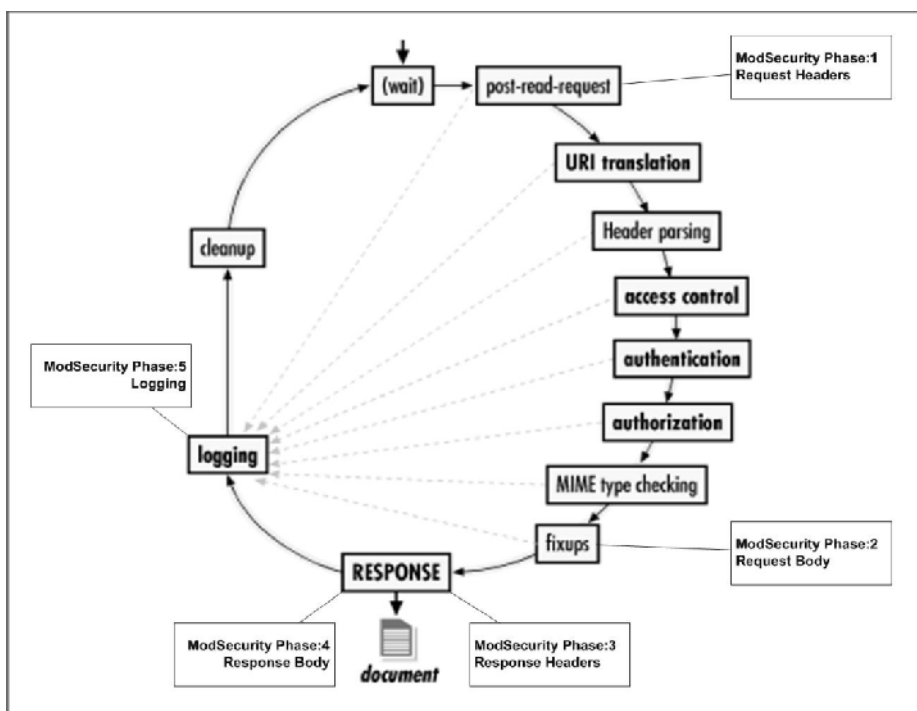 (wait)
post-read-request
ModSecurity Phase:1
Request Headers
URI translation
Header parsing
cleanup
access control
ModSecurity Phase:5
Logging
authentication
authorization
logging
MIME type checking
fixups
ModSecurity Phase:2
Request Body
RESPONSE
ModSecurity Phase:4
Response Body
ModSecurity Phase:3
Response Headers
document